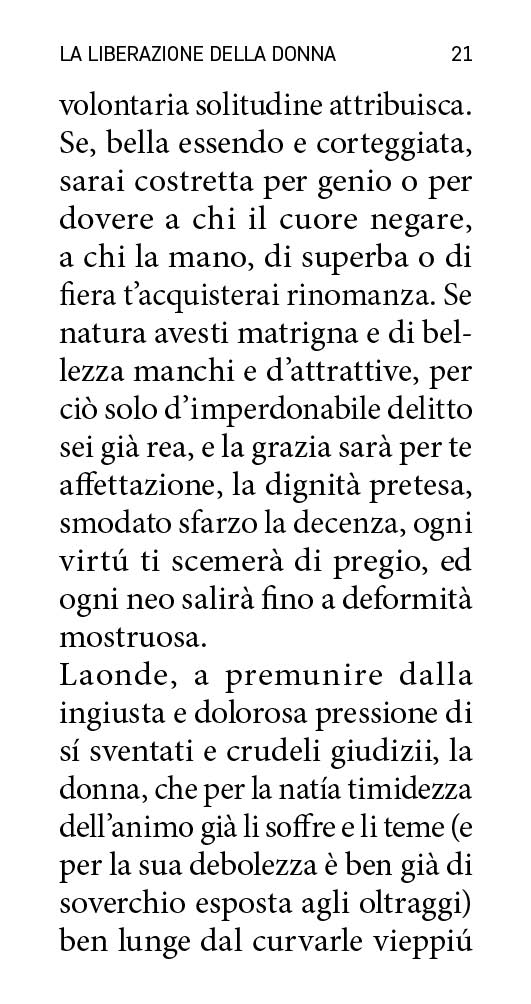 LA LIBERAZIONE DELLA DONNA 21
volontaria solitudine attribuisca.
Se, bella essendo e corteggiata,
sarai costretta per genio o per
dovere a chi il cuore negare,
a chi la mano, di superba o di
fiera t’acquisterai rinomanza. Se
natura avesti matrigna e di bel-
lezza manchi e d’attrattive, per
ciò solo d’imperdonabile delitto
sei già rea, e la grazia sarà per te
affettazione, la dignità pretesa,
smodato sfarzo la decenza, ogni
virtú ti scemerà di pregio, ed
ogni neo salirà fino a deformità
mostruosa.
Laonde, a premunire dalla
ingiusta e dolorosa pressione di
sí sventati e crudeli giudizii, la
donna, che per la natía timidezza
dell’animo già li soffre e li teme (e
per la sua debolezza è ben già di
soverchio esposta agli oltraggi)
ben lunge dal curvarle vieppiú